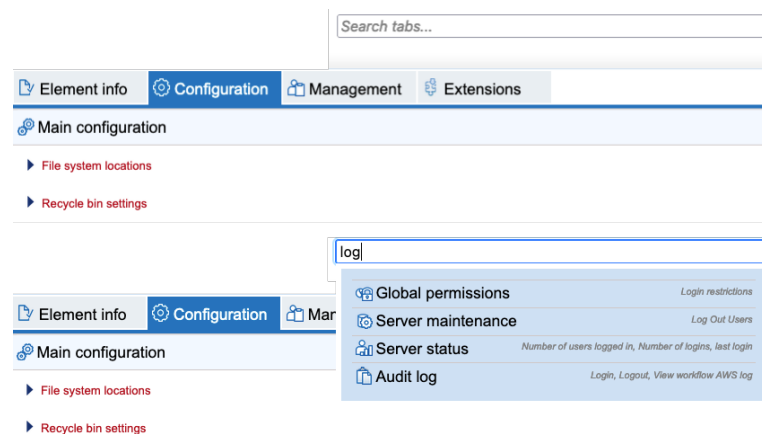 Search tabs...
Element info Configuration Management Extensions
Main configuration
File system locations
Recycle bin settings
log
Global permissions Login restrictions
Server maintenance Log Out Users
Server status Number of users logged in, Number of logins, last login
Audit log Login, Logout, View workflow AWS log
Element info Configuration Man
Main configuration
File system locations
Recycle bin settings